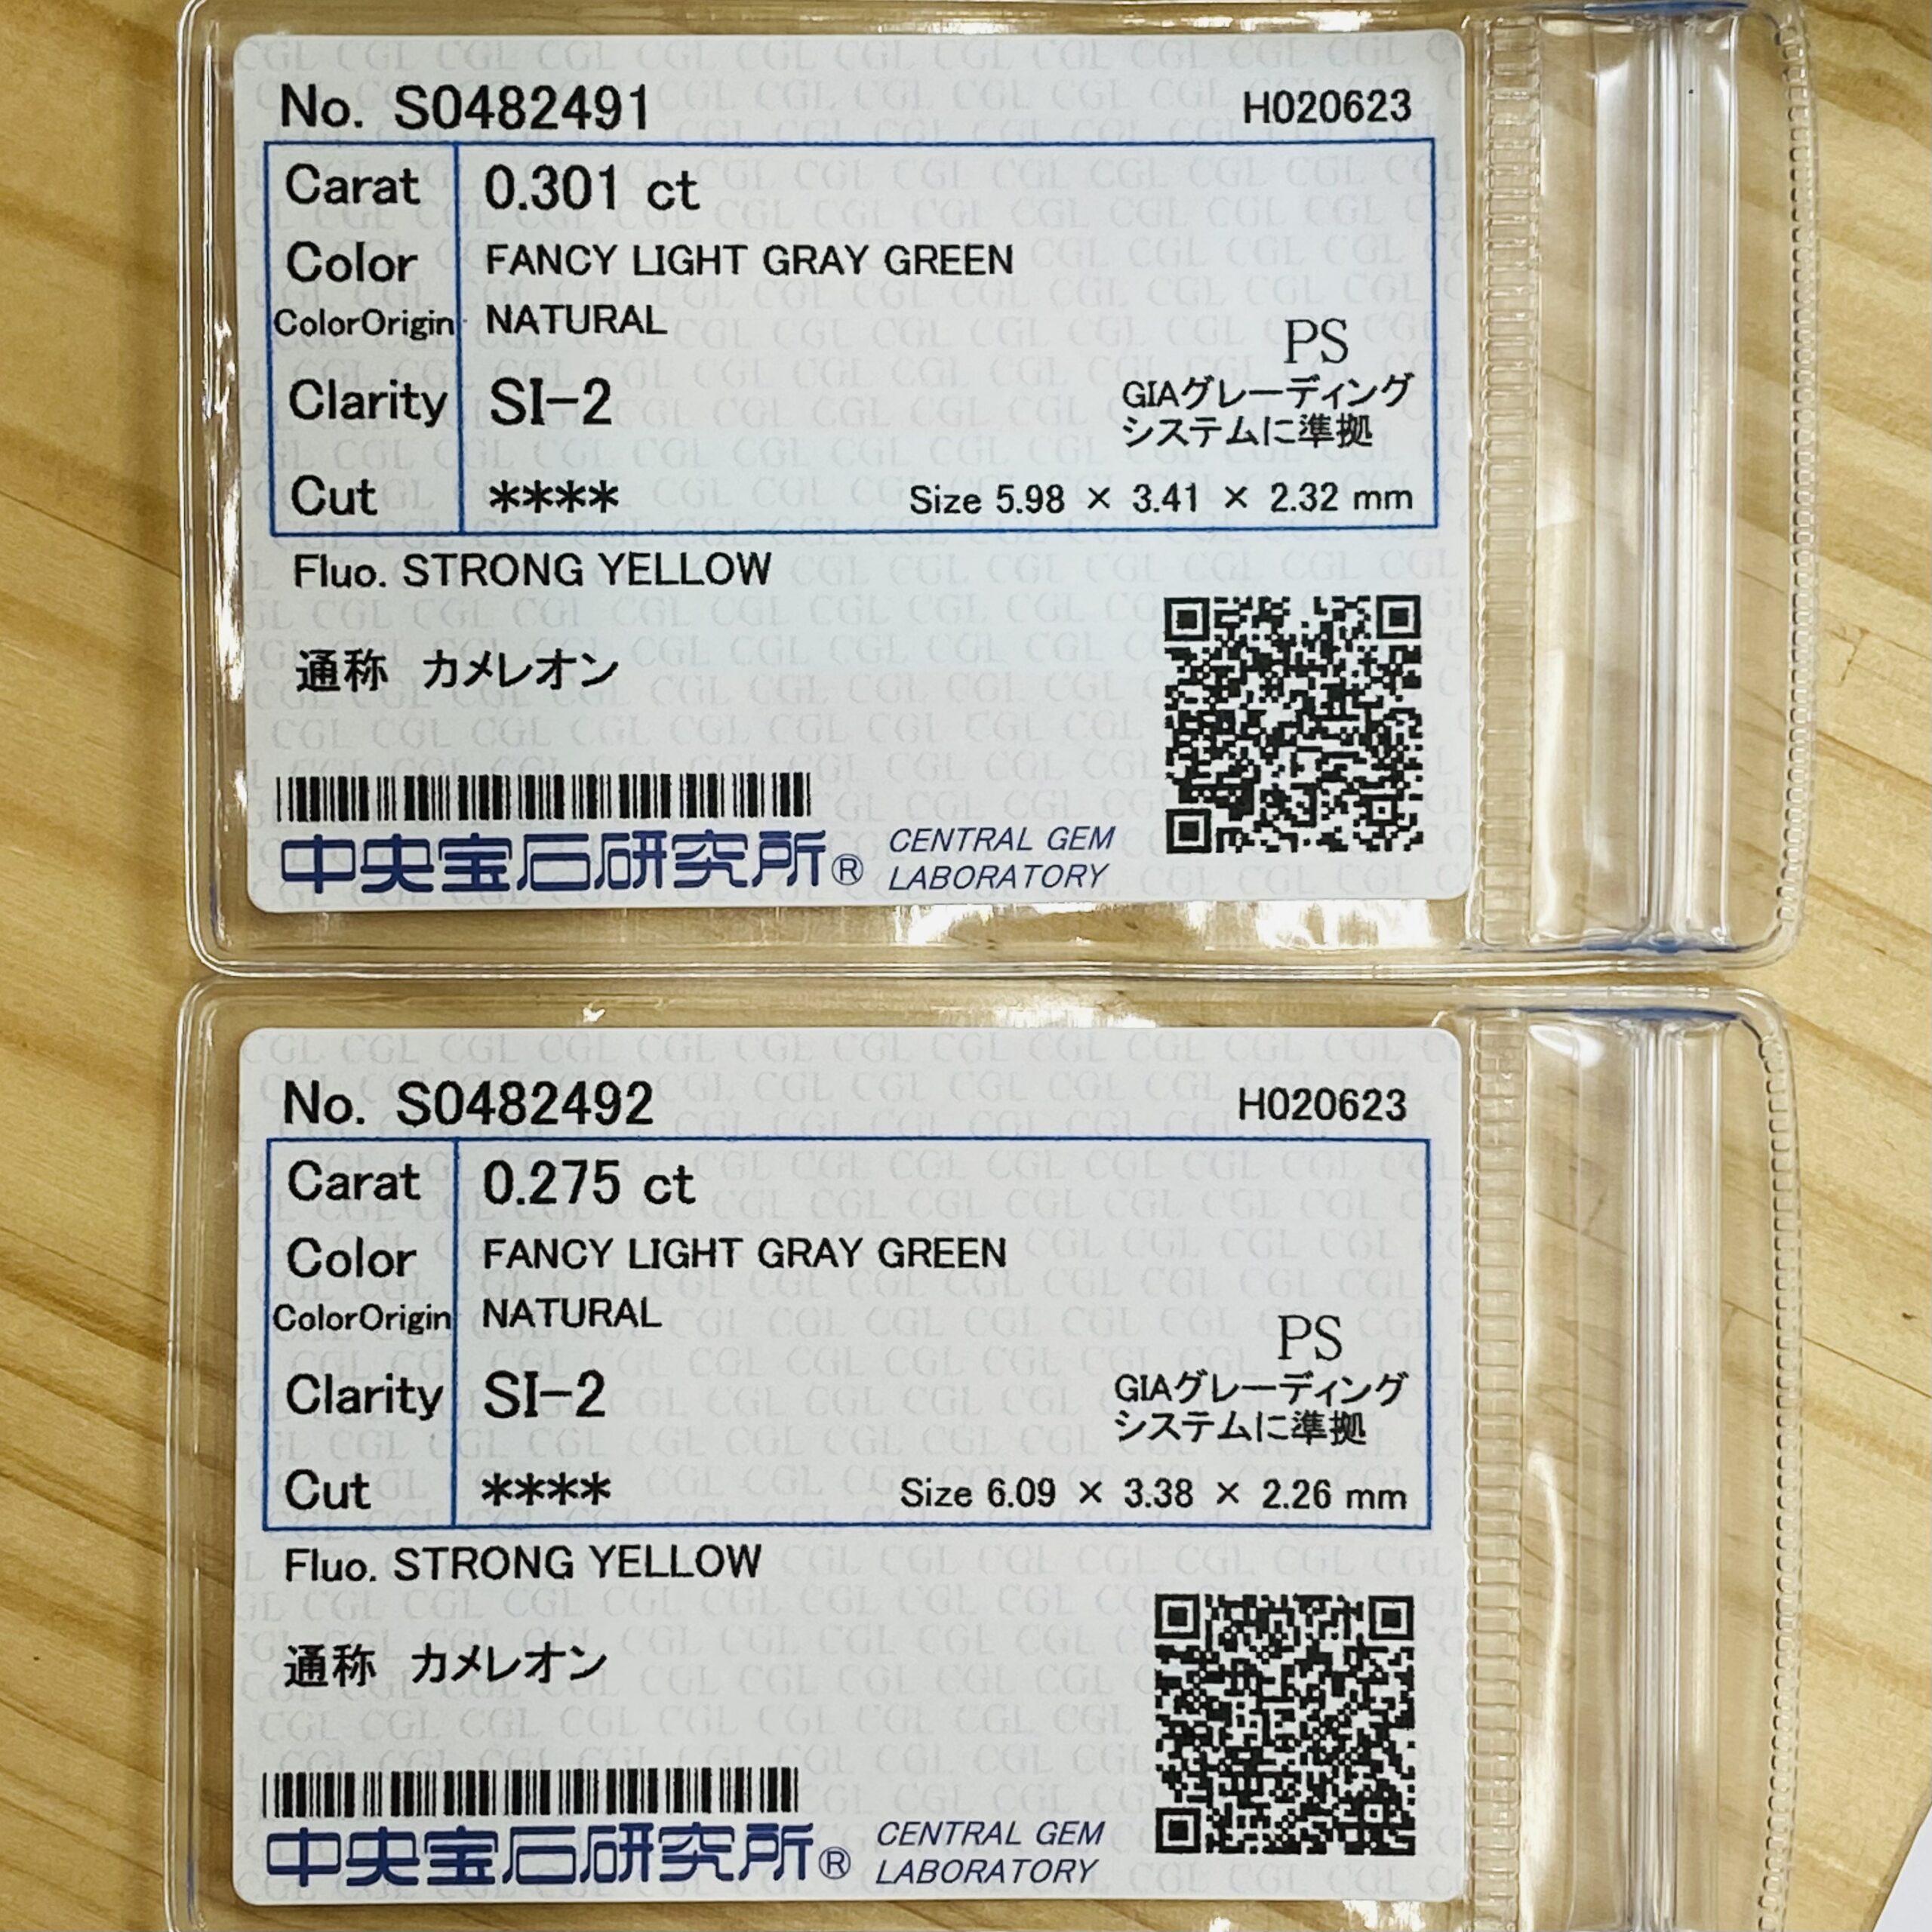 No. S0482491 H020623
Carat 0.301 ct
Color FANCY LIGHT GRAY GREEN
ColorOrigin NATURAL
PS
Clarity SI-2 GIAグレーディング
システムに準拠
Cut **** Size 5.98 × 3.41 × 2.32 mm
Fluo. STRONG YELLOW
通称 カメレオン
中央宝石研究所® CENTRAL GEM
LABORATORY
No. S0482492 H020623
Carat 0.275 ct
Color FANCY LIGHT GRAY GREEN
ColorOrigin NATURAL
PS
Clarity SI-2 GIAグレーディング
システムに準拠
Cut **** Size 6.09 × 3.38 × 2.26 mm
Fluo. STRONG YELLOW
通称 カメレオン
中央宝石研究所® CENTRAL GEM
LABORATORY